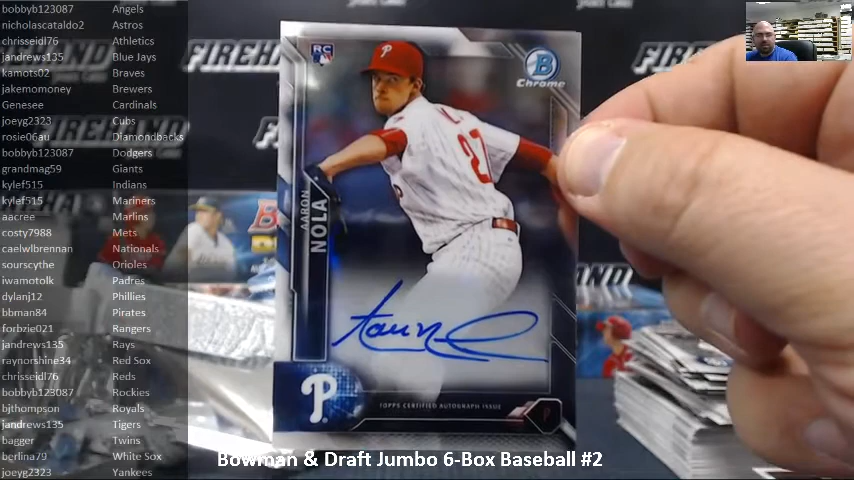 bobbyb123087 Angels
nicholascataldo2 Astros
chrisseidl76 Athletics
jandrews135 Blue Jays
kamots02 Braves
jakemomoney Brewers
Genesee Cardinals
joeyg2323 Cubs
rosie06au Diamondbacks
bobbyb123087 Dodgers
grandmag59 Giants
kylef515 Indians
kylef515 Mariners
aacree Marlins
costy7988 Mets
caelwlbrennan Nationals
sourscythe Orioles
iwamotolk Padres
dylanj12 Phillies
bbman84 Pirates
forbzie021 Rangers
jandrews135 Rays
raynorshine34 Red Sox
chrisseidl76 Reds
bobbyb123087 Rockies
bjthompson Royals
jandrews135 Tigers
bagger Twins
berlina79 White Sox
joeyg2323 Yankees
FIREHAND
FIREHAND
RC
B
Chrome
P
27
AARON
NOLA
P
TOPPS CERTIFIED AUTOGRAPH ISSUE
P
Bowman & Draft Jumbo 6-Box Baseball #2